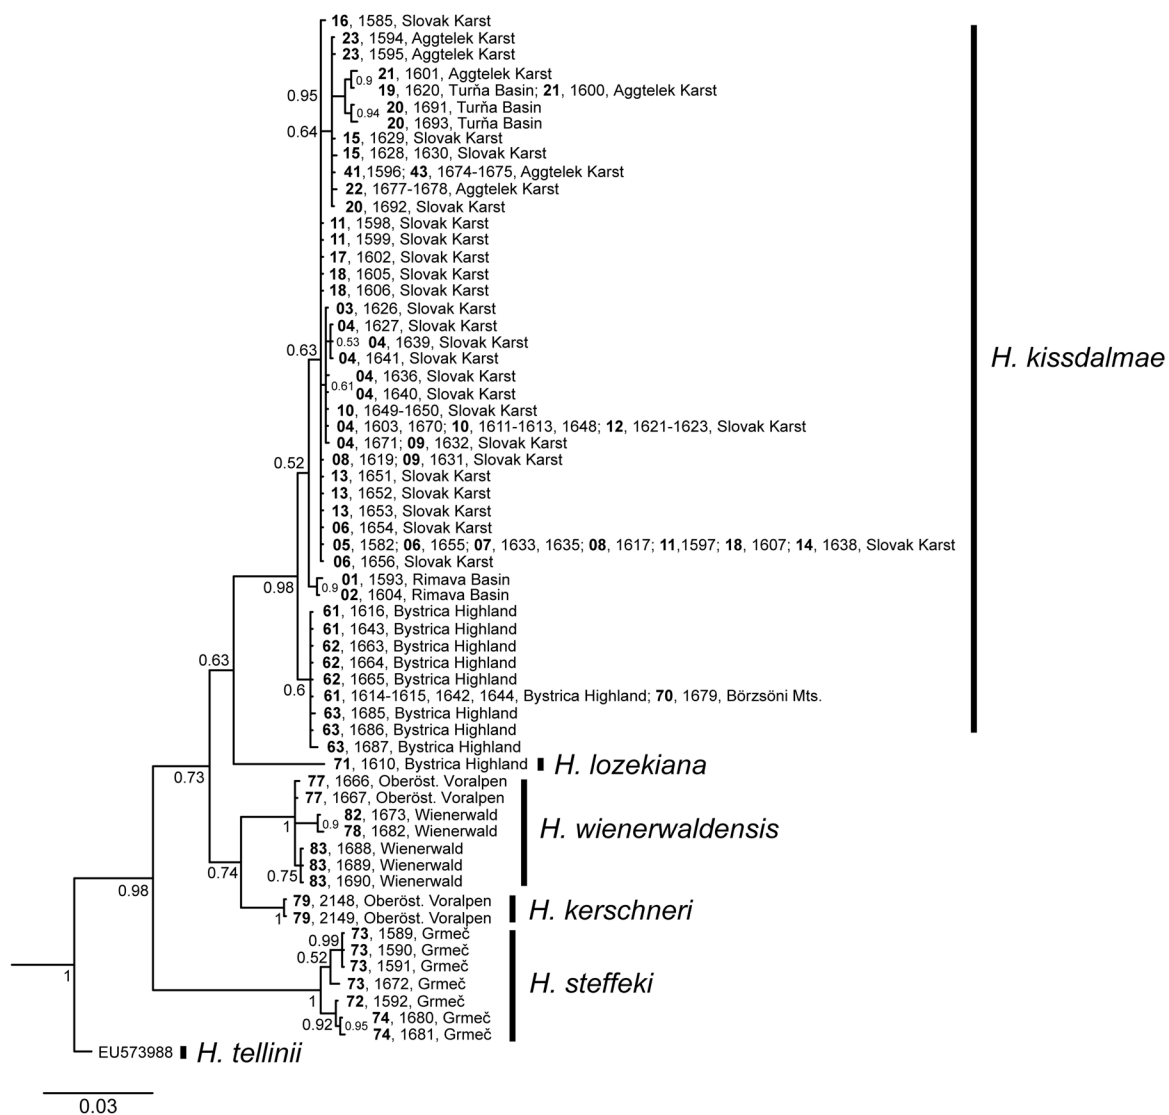 16, 1585, Slovak Karst
23, 1594, Aggtelek Karst
23, 1595, Aggtelek Karst
21, 1601, Aggtelek Karst
0.9
19, 1620, Turňa Basin; 21, 1600, Aggtelek Karst
0.95
20, 1691, Turňa Basin
0.94
20, 1693, Turňa Basin
0.64
15, 1629, Slovak Karst
15, 1628, 1630, Slovak Karst
41,1596; 43, 1674-1675, Aggtelek Karst
22, 1677-1678, Aggtelek Karst
20, 1692, Slovak Karst
11, 1598, Slovak Karst
11, 1599, Slovak Karst
17, 1602, Slovak Karst
18, 1605, Slovak Karst
18, 1606, Slovak Karst
03, 1626, Slovak Karst
04, 1627, Slovak Karst
0.53 04, 1639, Slovak Karst
0.63
04, 1641, Slovak Karst
H. kissdalmae
04, 1636, Slovak Karst
0.61
04, 1640, Slovak Karst
10, 1649-1650, Slovak Karst
04, 1603, 1670; 10, 1611-1613, 1648; 12, 1621-1623, Slovak Karst
04, 1671; 09, 1632, Slovak Karst
08, 1619; 09, 1631, Slovak Karst
0.52
13, 1651, Slovak Karst
13, 1652, Slovak Karst
13, 1653, Slovak Karst
06, 1654, Slovak Karst
05, 1582; 06, 1655; 07, 1633, 1635; 08, 1617; 11,1597; 18, 1607; 14, 1638, Slovak Karst
06, 1656, Slovak Karst
01, 1593, Rimava Basin
0.98
0.9
02, 1604, Rimava Basin
61, 1616, Bystrica Highland
61, 1643, Bystrica Highland
62, 1663, Bystrica Highland
62, 1664, Bystrica Highland
0.63
62, 1665, Bystrica Highland
0.6
61, 1614-1615, 1642, 1644, Bystrica Highland; 70, 1679, Börzsöni Mts.
63, 1685, Bystrica Highland
63, 1686, Bystrica Highland
63, 1687, Bystrica Highland
71, 1610, Bystrica Highland
H. lozekiana
0.73
77, 1666, Oberöst. Voralpen
77, 1667, Oberöst. Voralpen
82, 1673, Wienerwald
1
0.9
78, 1682, Wienerwald
H. wienerwaldensis
83, 1688, Wienerwald
83, 1689, Wienerwald
0.74
0.75
83, 1690, Wienerwald
0.98
79, 2148, Oberöst. Voralpen
H. kerschneri
1
79, 2149, Oberöst. Voralpen
73, 1589, Grmeč
0.99
73, 1590, Grmeč
0.52
73, 1591, Grmeč
1
73, 1672, Grmeč
H. steffeki
1
72, 1592, Grmeč
74, 1680, Grmeč
0.92
0.95
74, 1681, Grmeč
EU573988
H. tellinii
0.03